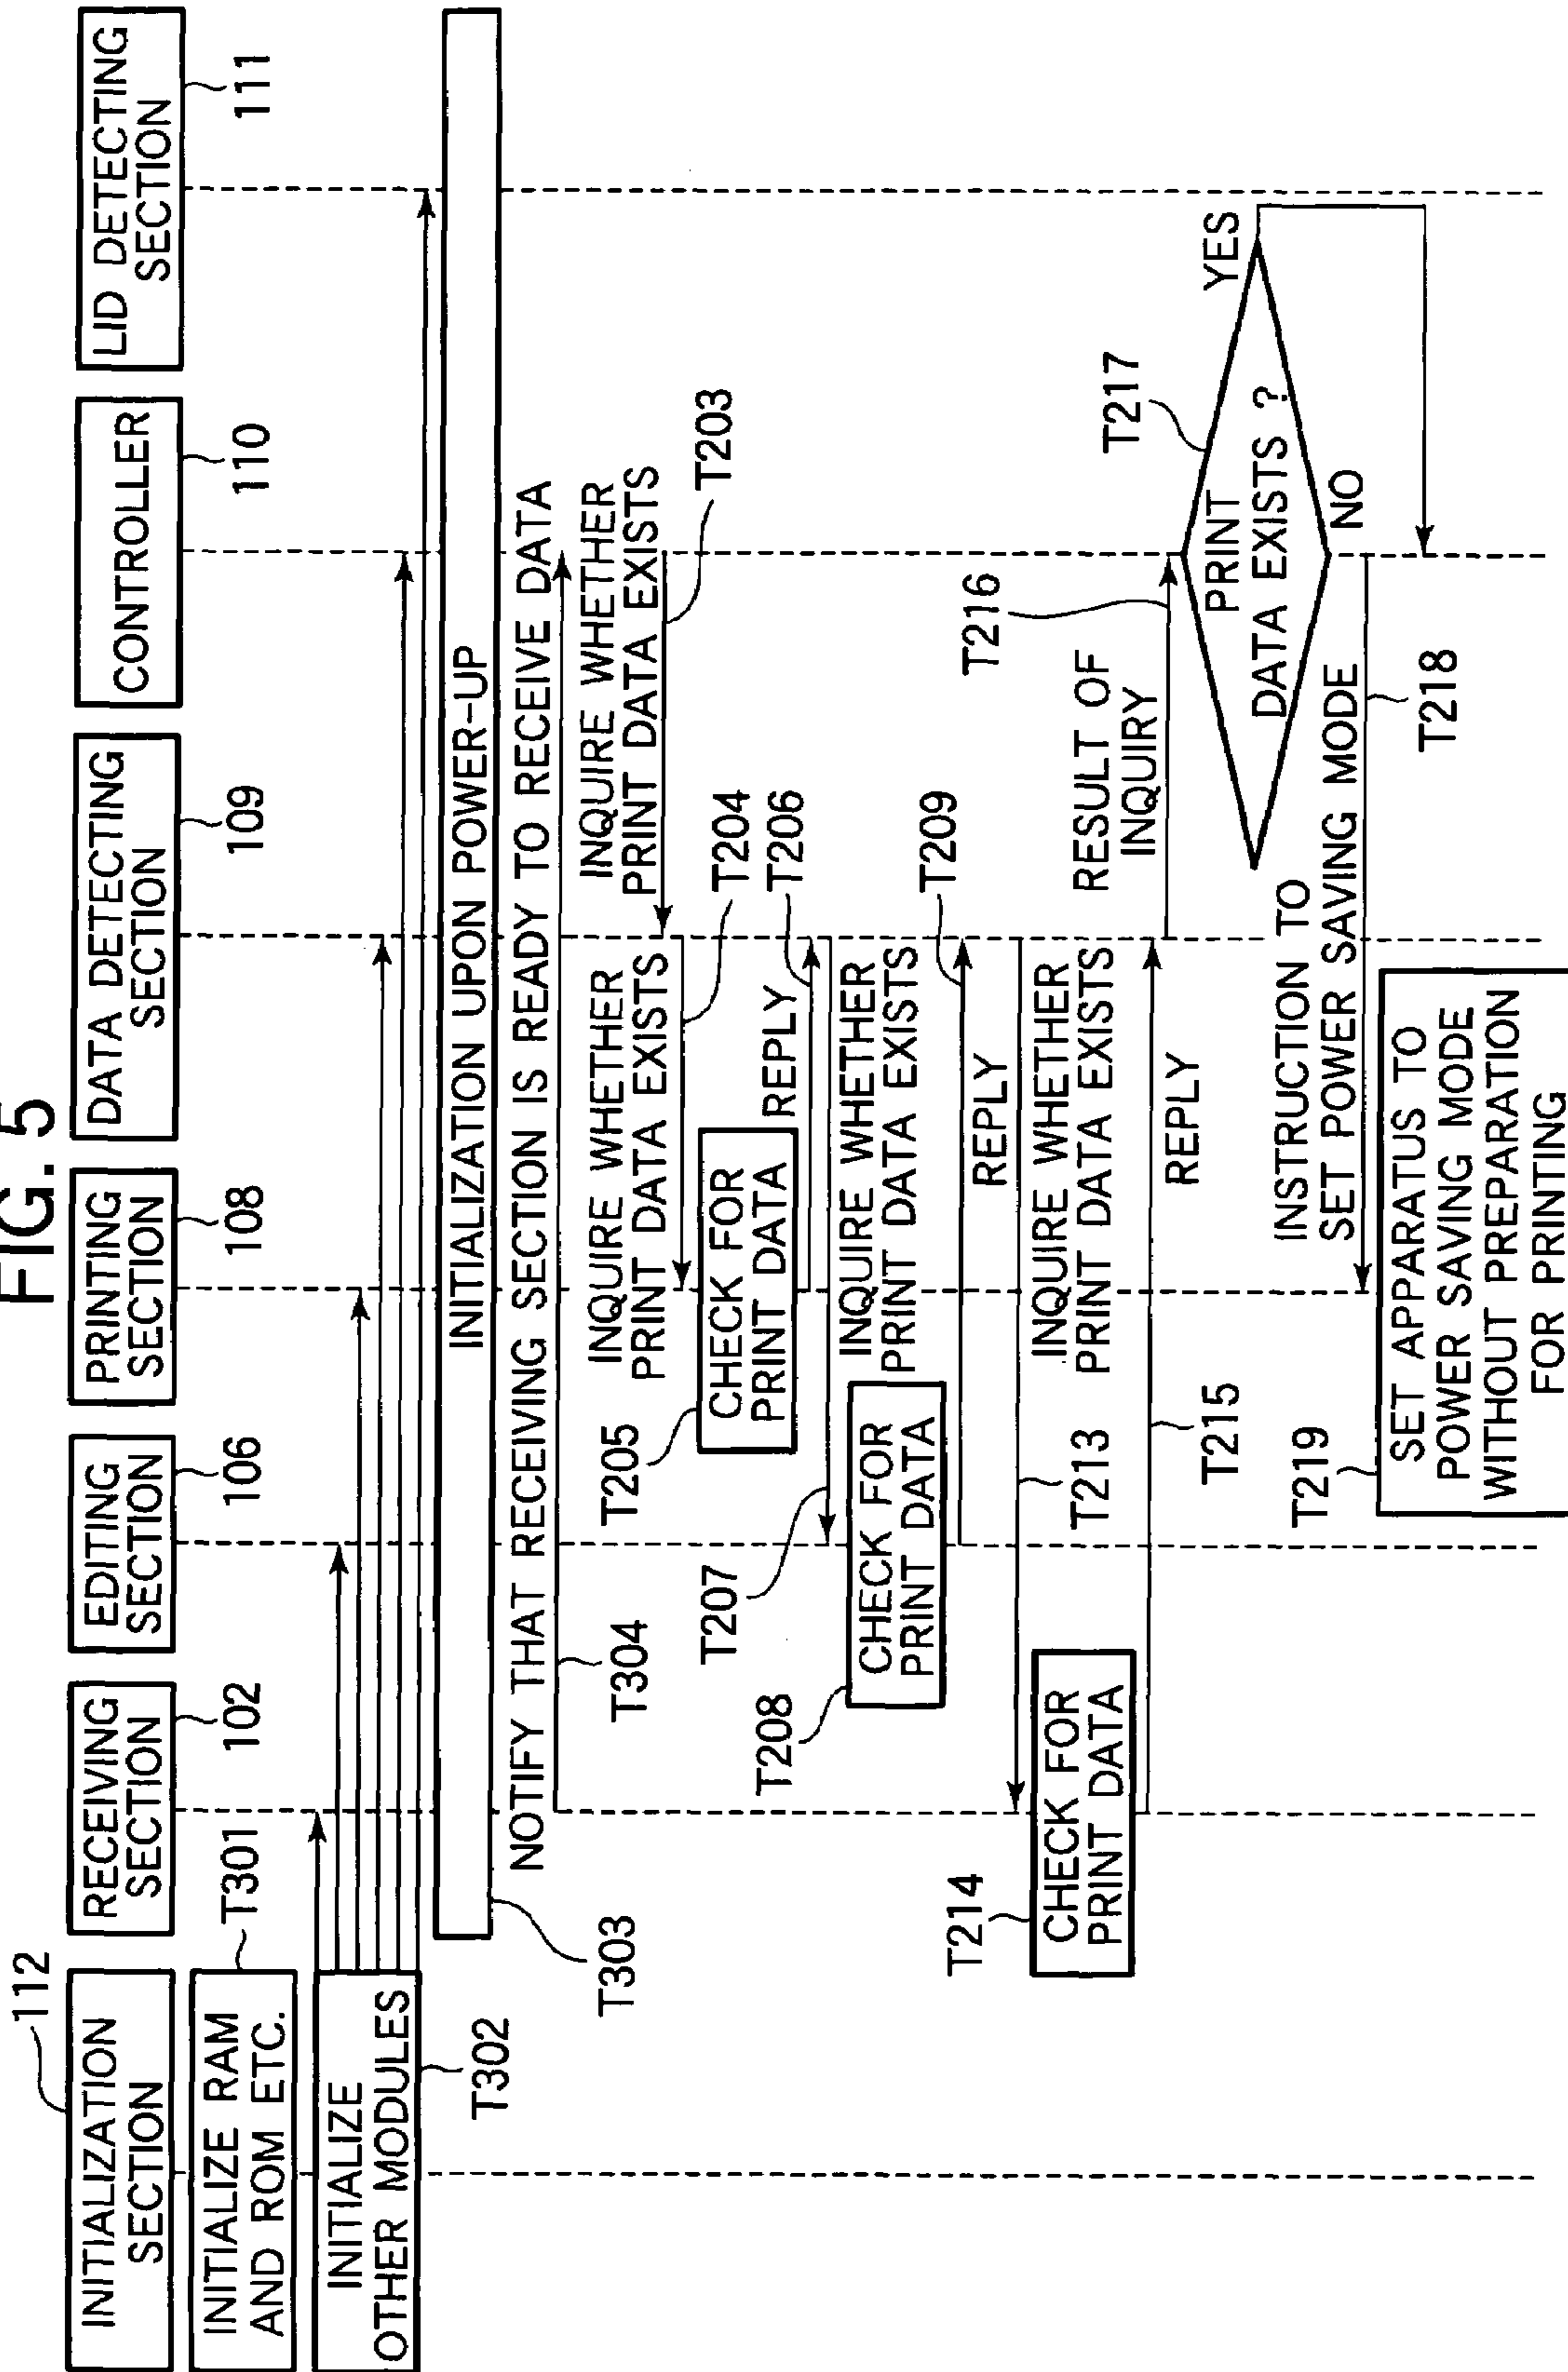 FIG. 5
112
INITIALIZATION
SECTION
RECEIVING
SECTION
102
EDITING
SECTION
106
PRINTING
SECTION
108
DATA DETECTING
SECTION
109
CONTROLLER
110
LID DETECTING
SECTION
111
INITIALIZE RAM
AND ROM ETC.
T301
INITIALIZE
OTHER MODULES
T302
INITIALIZATION UPON POWER-UP
T303
NOTIFY THAT RECEIVING SECTION IS READY TO RECEIVE DATA
T304
INQUIRE WHETHER
PRINT DATA EXISTS
T203
INQUIRE WHETHER
PRINT DATA EXISTS
T204
T205
CHECK FOR
PRINT DATA
REPLY
T206
T207
INQUIRE WHETHER
PRINT DATA EXISTS
T208
CHECK FOR
PRINT DATA
REPLY
T209
T213
INQUIRE WHETHER
PRINT DATA EXISTS
T214
CHECK FOR
PRINT DATA
REPLY
T215
RESULT OF
INQUIRY
T216
T217
PRINT
DATA EXISTS ?
YES
NO
INSTRUCTION TO
SET POWER SAVING MODE
T218
T219
SET APPARATUS TO
POWER SAVING MODE
WITHOUT PREPARATION
FOR PRINTING